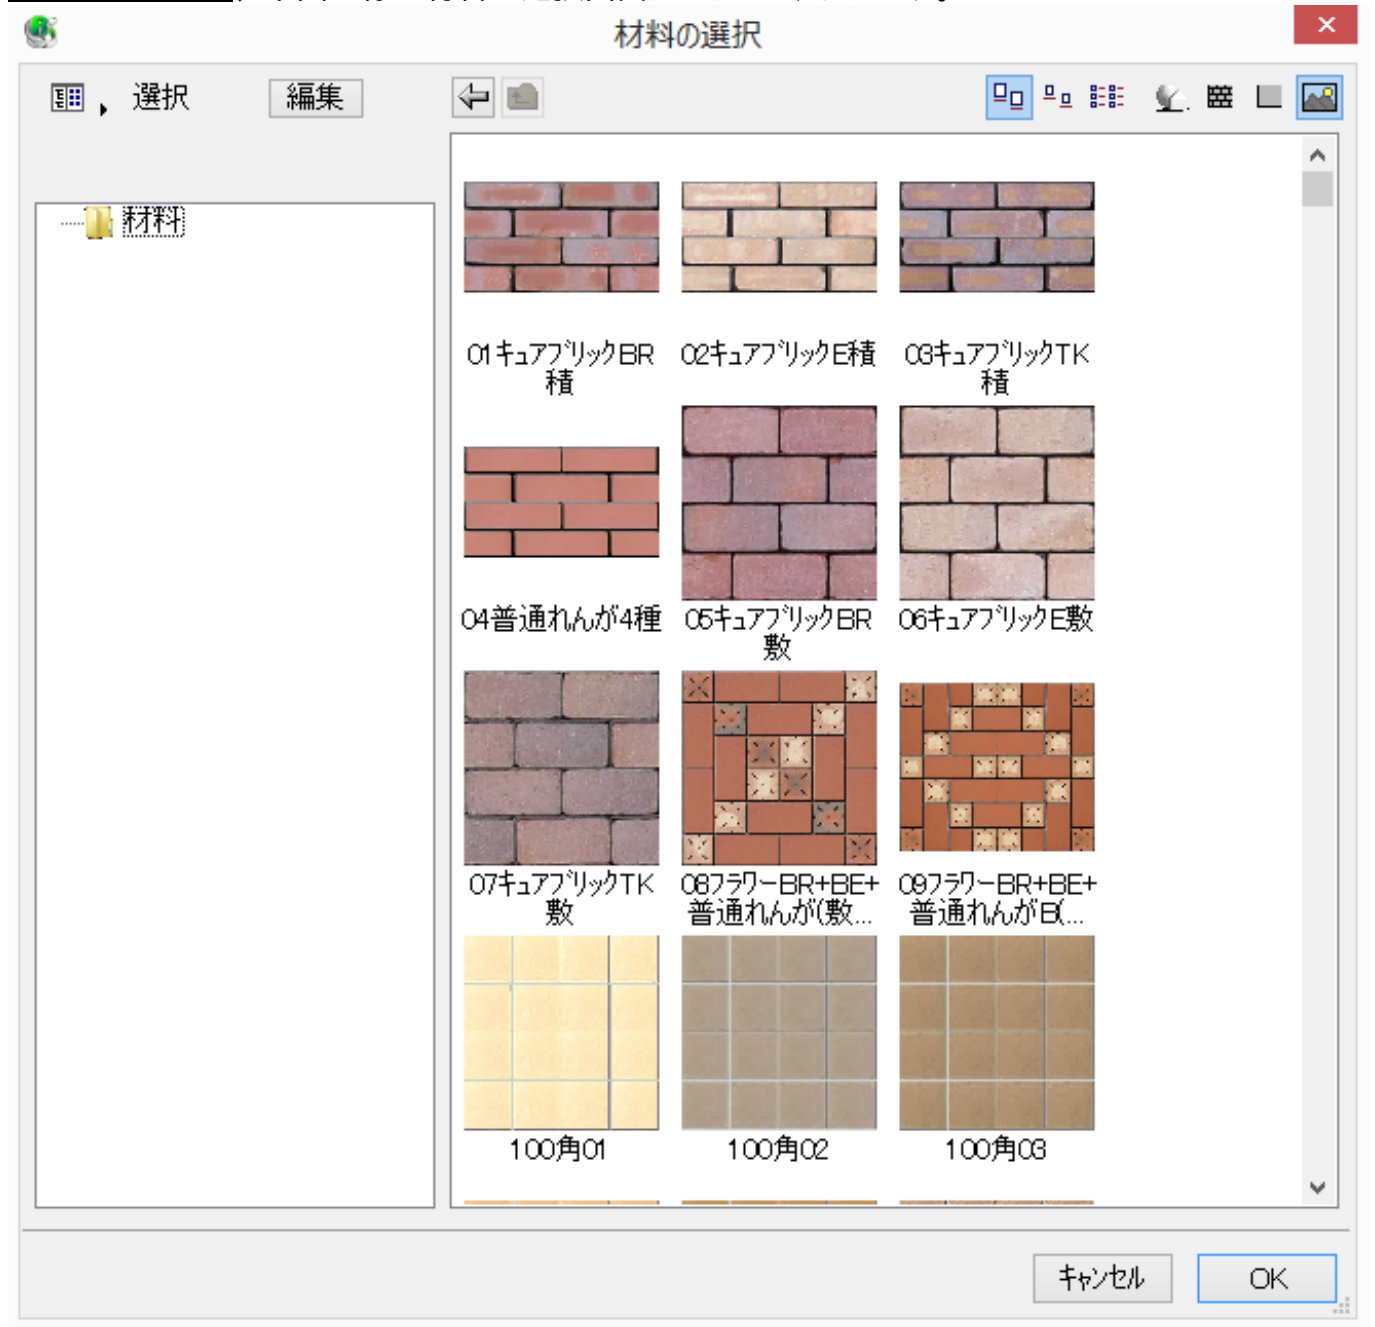 材料の選択
選択
編集
材料
01キュアブリックBR
積
02キュアブリックE積
03キュアブリックTK
積
04普通れんが4種
05キュアブリックBR
敷
06キュアブリックE敷
07キュアブリックTK
敷
08フラワーBR+BE+
普通れんが(敷...
09フラワーBR+BE+
普通れんがB(...
100角01
100角02
100角03
キャンセル
OK